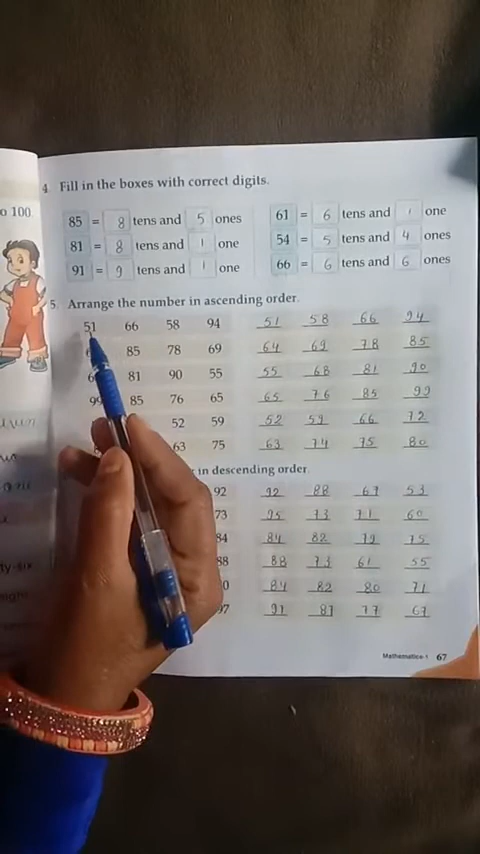 o 100
4. Fill in the boxes with correct digits.
85 = 8 tens and 5 ones
61 = 6 tens and 1 one
81 = 8 tens and 1 one
54 = 5 tens and 4 ones
91 = 9 tens and 1 one
66 = 6 tens and 6 ones
5. Arrange the number in ascending order.
51 66 58 94 51 58 66 94
85 78 69 64 69 78 85
81 90 55 55 68 81 90
99 85 76 65 65 76 85 99
52 59 52 59 66 72
63 75 63 74 75 80
in descending order.
92 92 88 67 53
73 95 73 71 60
84 84 82 79 75
88 88 73 61 55
0 84 82 80 71
97 91 87 77 67
ty-six
Mathematics-1 67